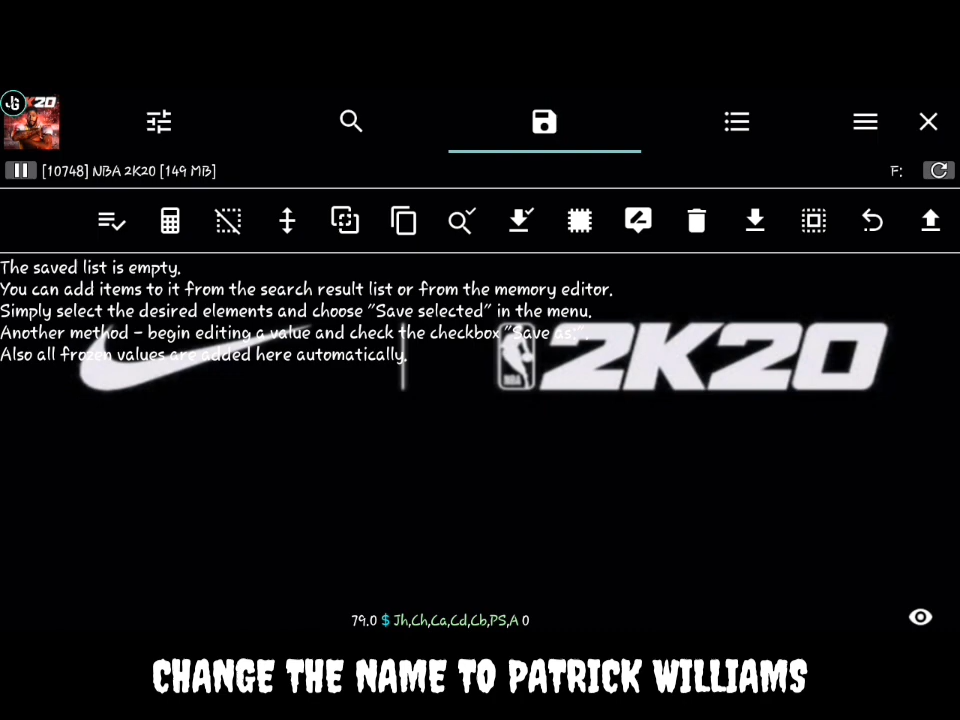 K20
[10748] NBA 2K20 [149 MB]
F:
The saved list is empty.
You can add items to it from the search result list or from the memory editor.
Simply select the desired elements and choose "Save selected" in the menu.
Another method - begin editing a value and check the checkbox "Save as:".
Also all frozen values are added here automatically.
NBA
2K20
79.0 $ Jh,Ch,Ca,Cd,Cb,PS,A 0
CHANGE THE NAME TO PATRICK WILLIAMS